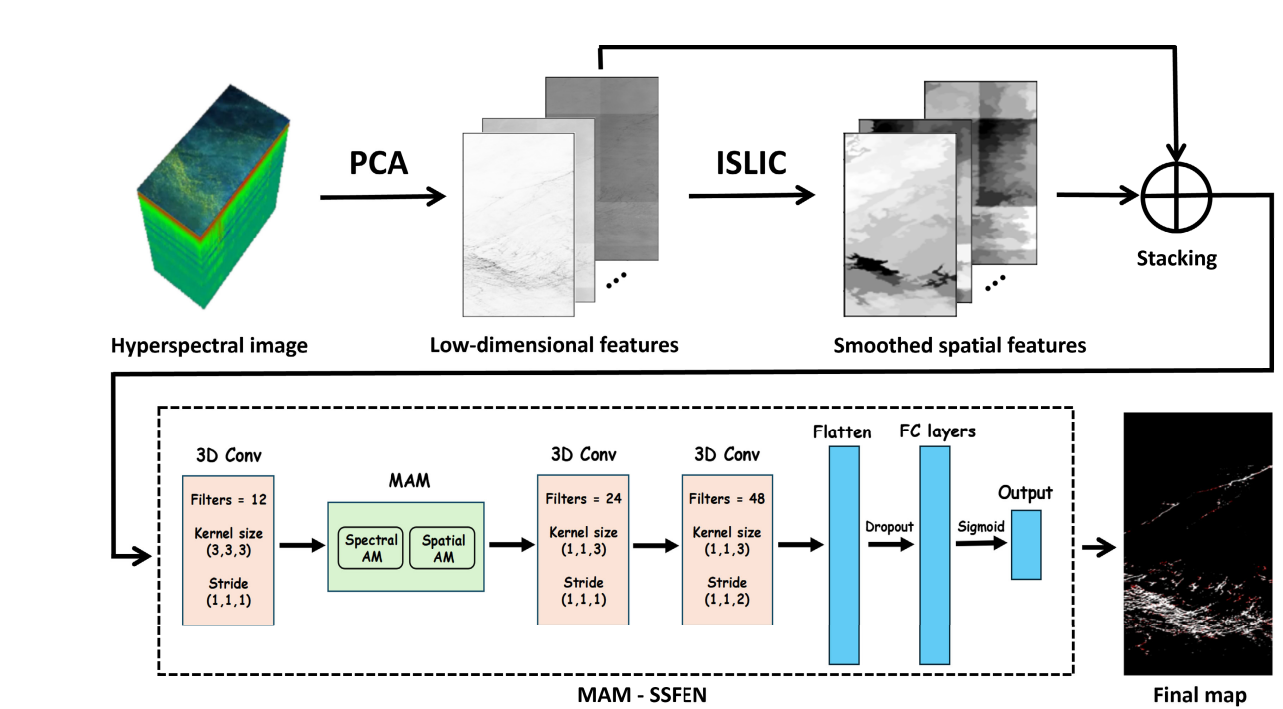 PCA
ISLIC
Stacking
Hyperspectral image
Low-dimensional features
Smoothed spatial features
3D Conv
Filters = 12
Kernel size
(3,3,3)
Stride
(1,1,1)
MAM
Spectral
AM
Spatial
AM
3D Conv
Filters = 24
Kernel size
(1,1,3)
Stride
(1,1,1)
3D Conv
Filters = 48
Kernel size
(1,1,3)
Stride
(1,1,2)
Flatten
Dropout
FC layers
Sigmoid
Output
MAM - SSFEN
Final map